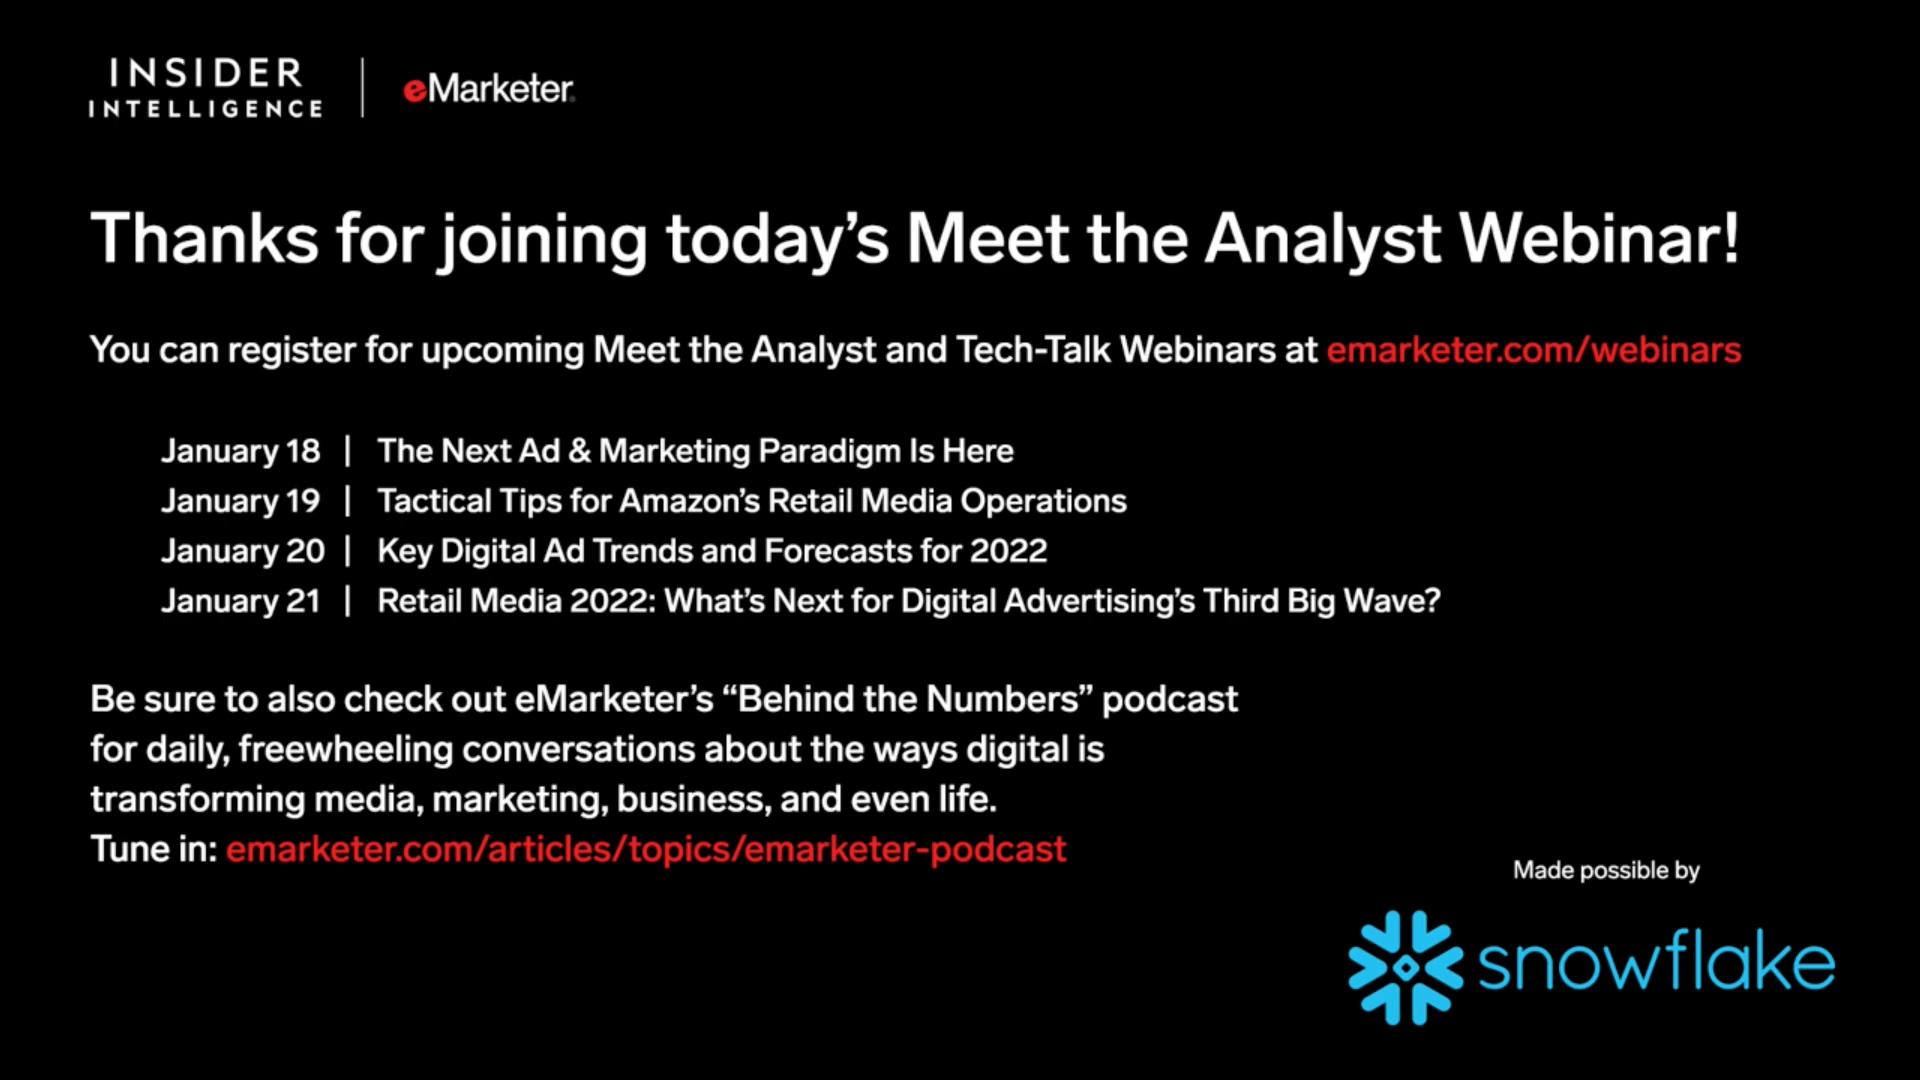 INSIDER
INTELLIGENCE
eMarketer
Thanks for joining today’s Meet the Analyst Webinar!
You can register for upcoming Meet the Analyst and Tech-Talk Webinars at emarketer.com/webinars
January 18 | The Next Ad & Marketing Paradigm Is Here
January 19 | Tactical Tips for Amazon’s Retail Media Operations
January 20 | Key Digital Ad Trends and Forecasts for 2022
January 21 | Retail Media 2022: What’s Next for Digital Advertising’s Third Big Wave?
Be sure to also check out eMarketer’s “Behind the Numbers” podcast
for daily, freewheeling conversations about the ways digital is
transforming media, marketing, business, and even life.
Tune in: emarketer.com/articles/topics/emarketer-podcast
Made possible by
snowflake